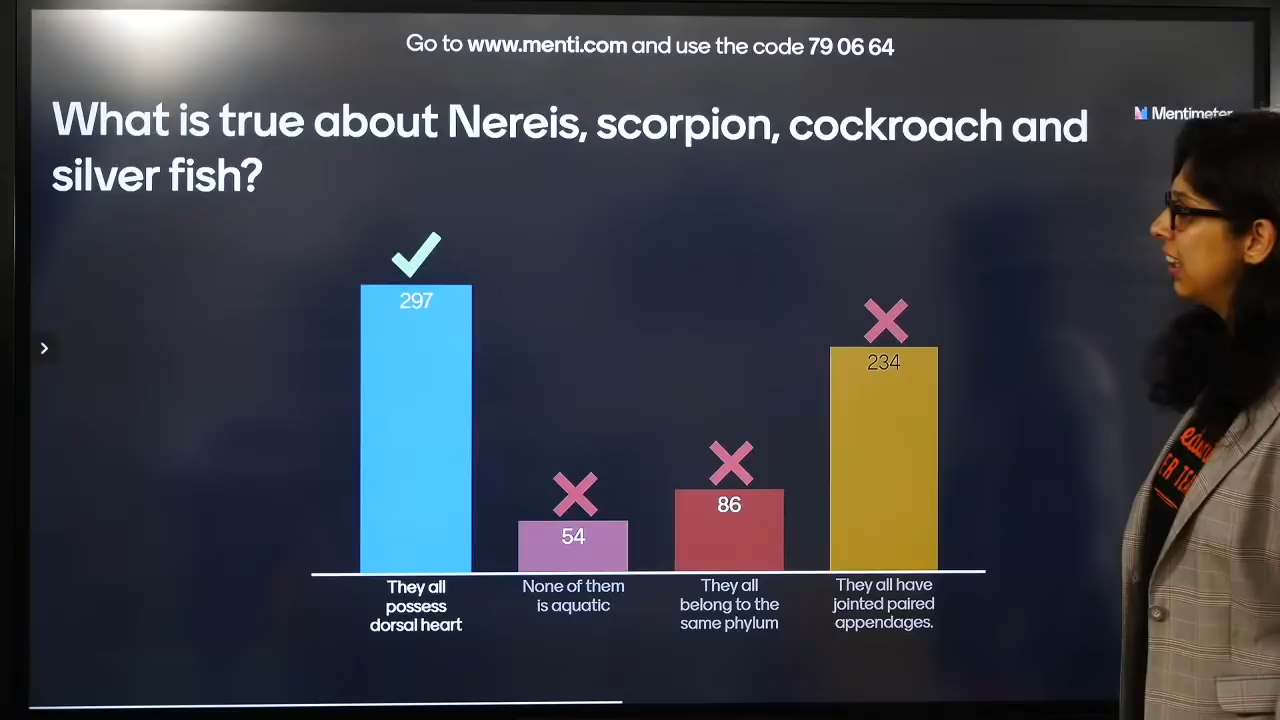 Go to www.menti.com and use the code 79 06 64
What is true about Nereis, scorpion, cockroach and
silver fish?
Mentimeter
297
54
86
234
They all
possess
dorsal heart
None of them
is aquatic
They all
belong to the
same phylum
They all have
jointed paired
appendages.